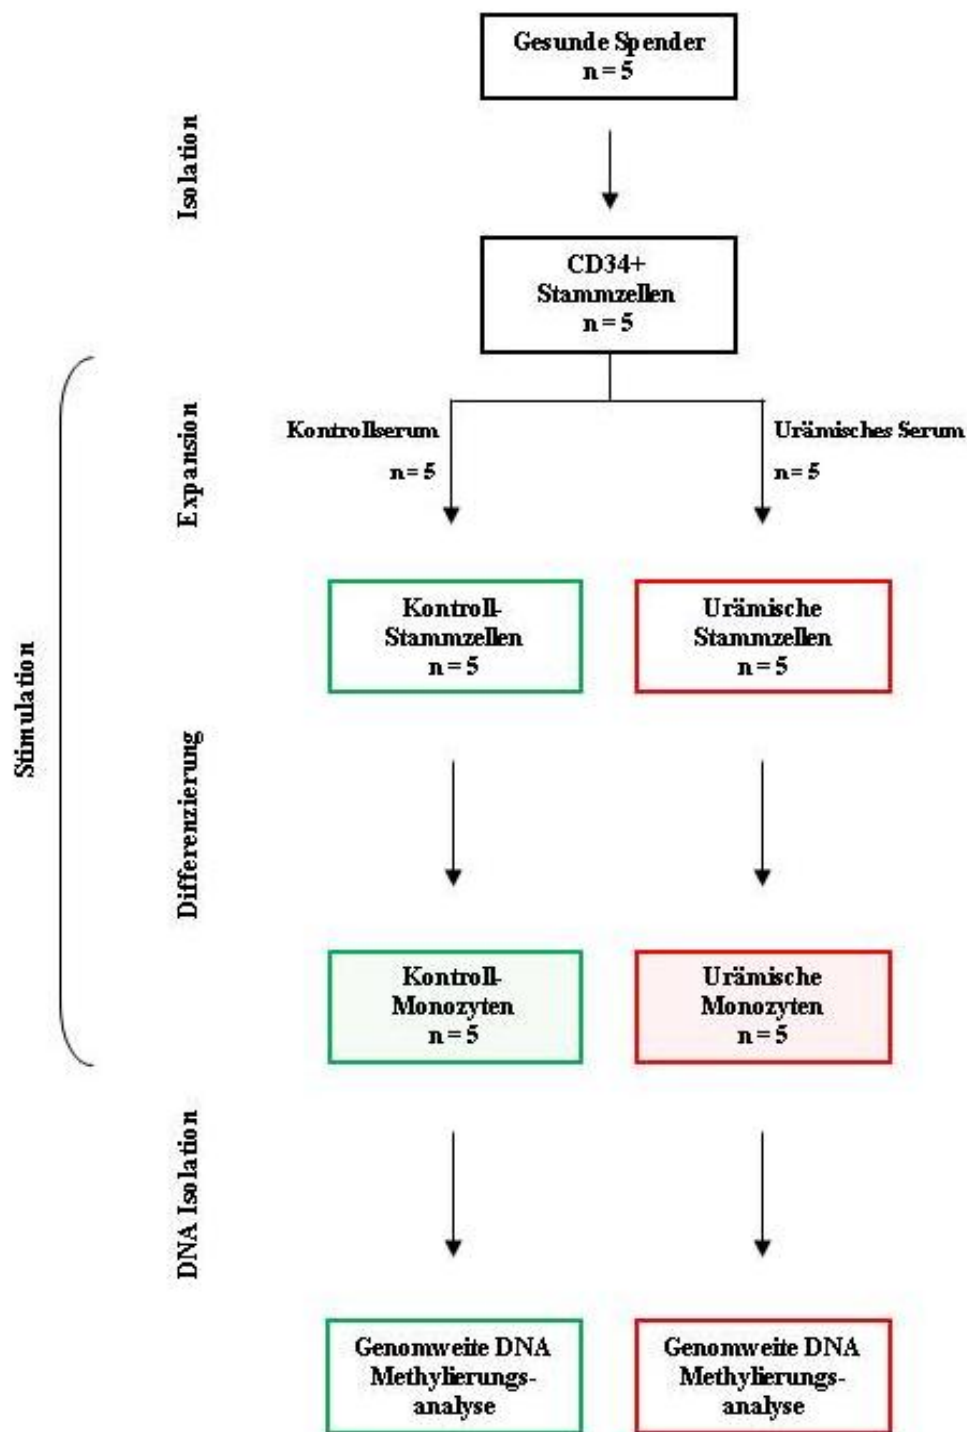 Gesunde Spender
n = 5
Isolation
CD34+
Stammzellen
n = 5
Stimulation
Expansion
Kontrollserum
n = 5
Urämisches Serum
n = 5
Kontroll-
Stammzellen
n = 5
Urämische
Stammzellen
n = 5
Differenzierung
Kontroll-
Monozyten
n = 5
Urämische
Monozyten
n = 5
DNA Isolation
Genomweite DNA
Methylierungs-
analyse
Genomweite DNA
Methylierungs-
analyse